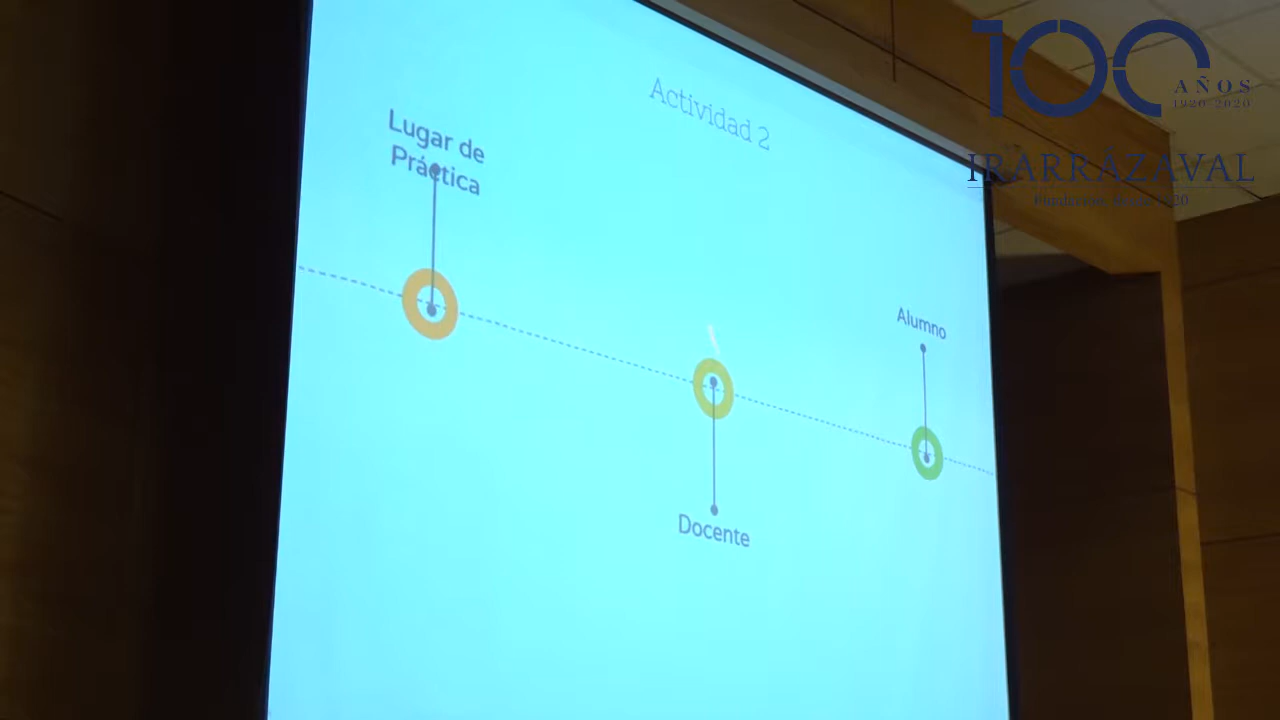 Actividad 2
Lugar de
Práctica
Alumno
Docente
100
AÑOS
1920-2020
IRARRÁZAVAL